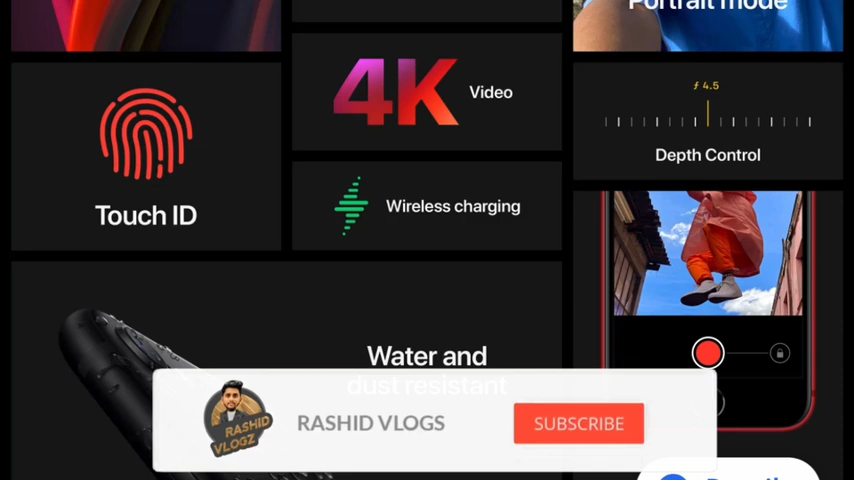 Portrait mode
4K Video
f 4.5
Depth Control
Touch ID
Wireless charging
Water and
dust resistant
RASHID VLOGS
SUBSCRIBE
RASHID
VLOGZ